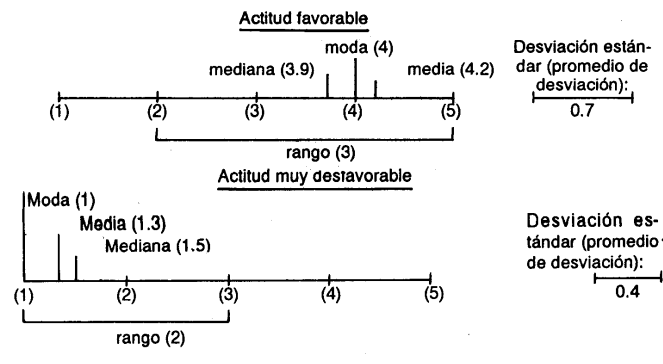 Actitud favorable
moda (4)
mediana (3.9)
media (4.2)
Desviación están-
dar (promedio de
desviación):
0.7
(1) (2) (3) (4) (5)
rango (3)
Actitud muy desfavorable
Moda (1)
Media (1.3)
Mediana (1.5)
Desviación es-
tándar (promedio
de desviación):
0.4
(1) (2) (3) (4) (5)
rango (2)